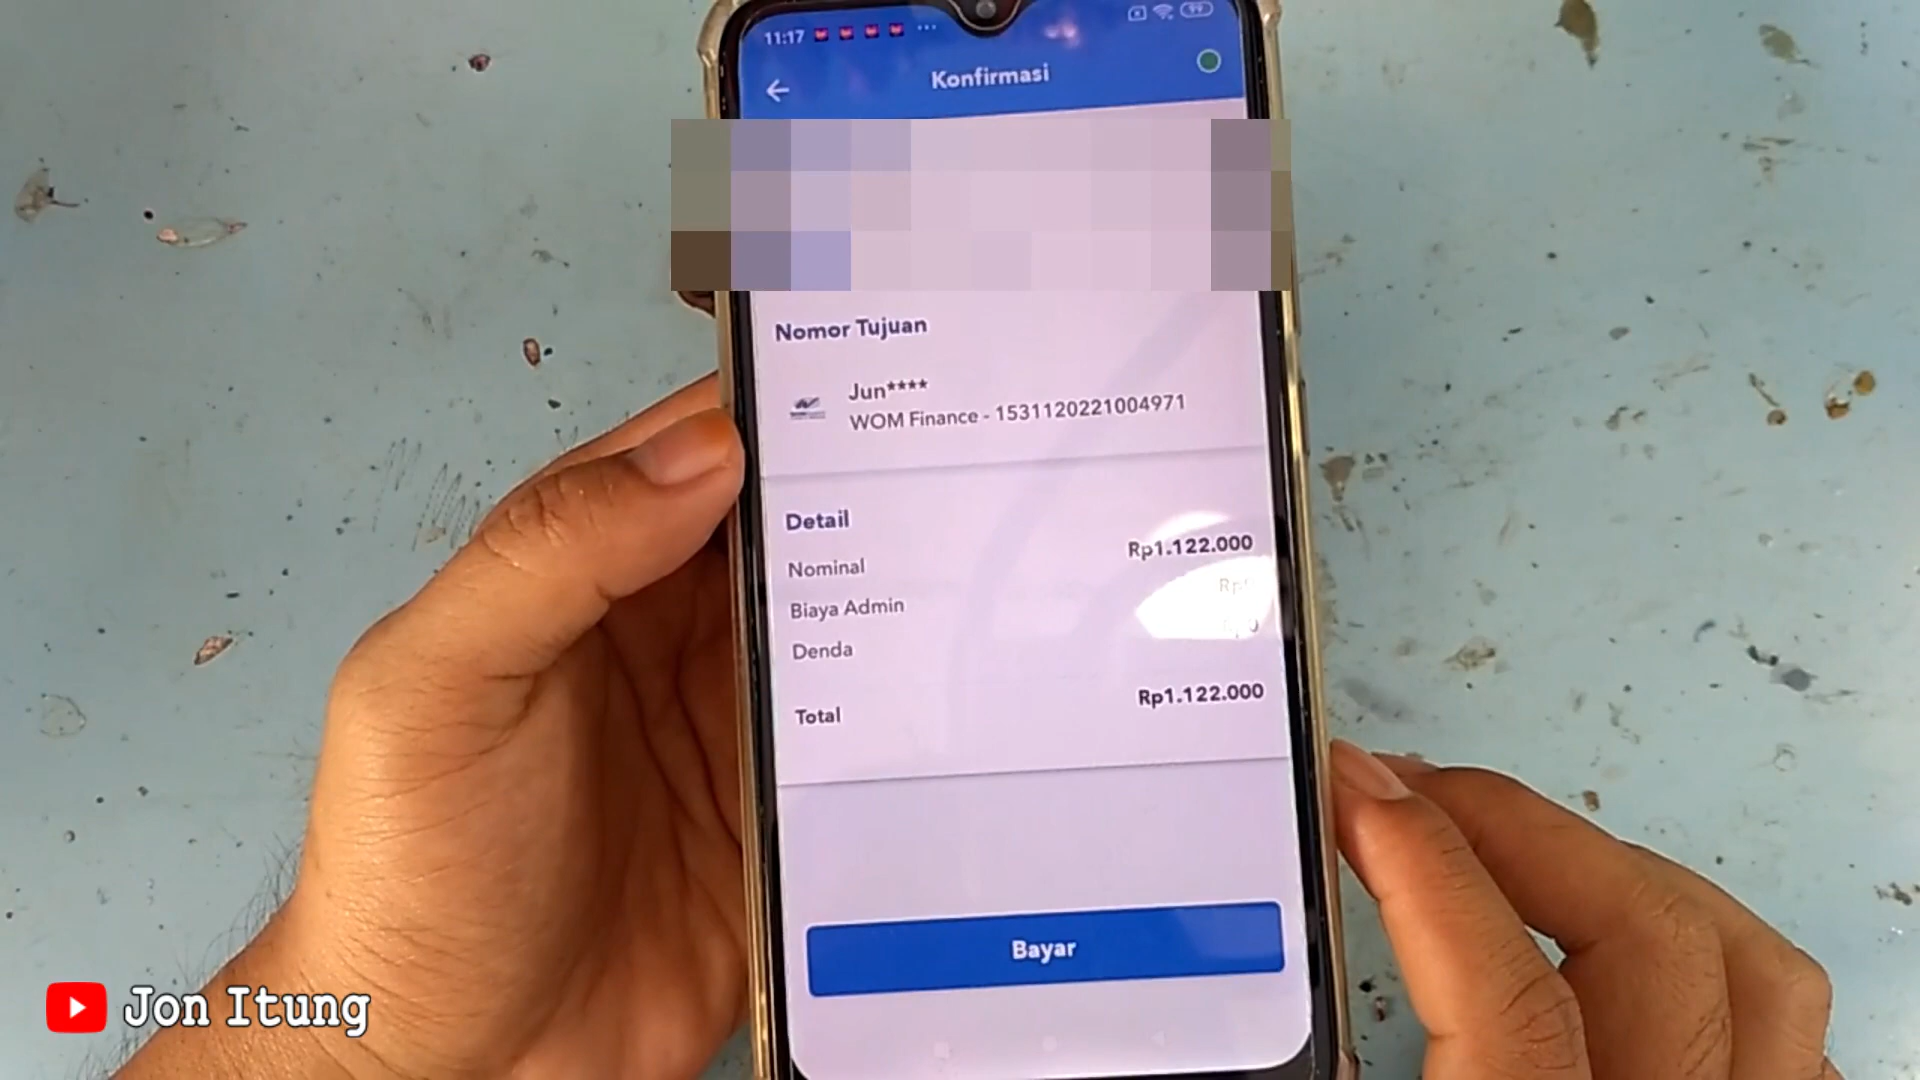 11:17
99
Konfirmasi
Nomor Tujuan
Jun****
WOM Finance - 1531120221004971
Detail
Nominal Rp1.122.000
Biaya Admin
Denda
Total Rp1.122.000
Bayar
Jon Itung